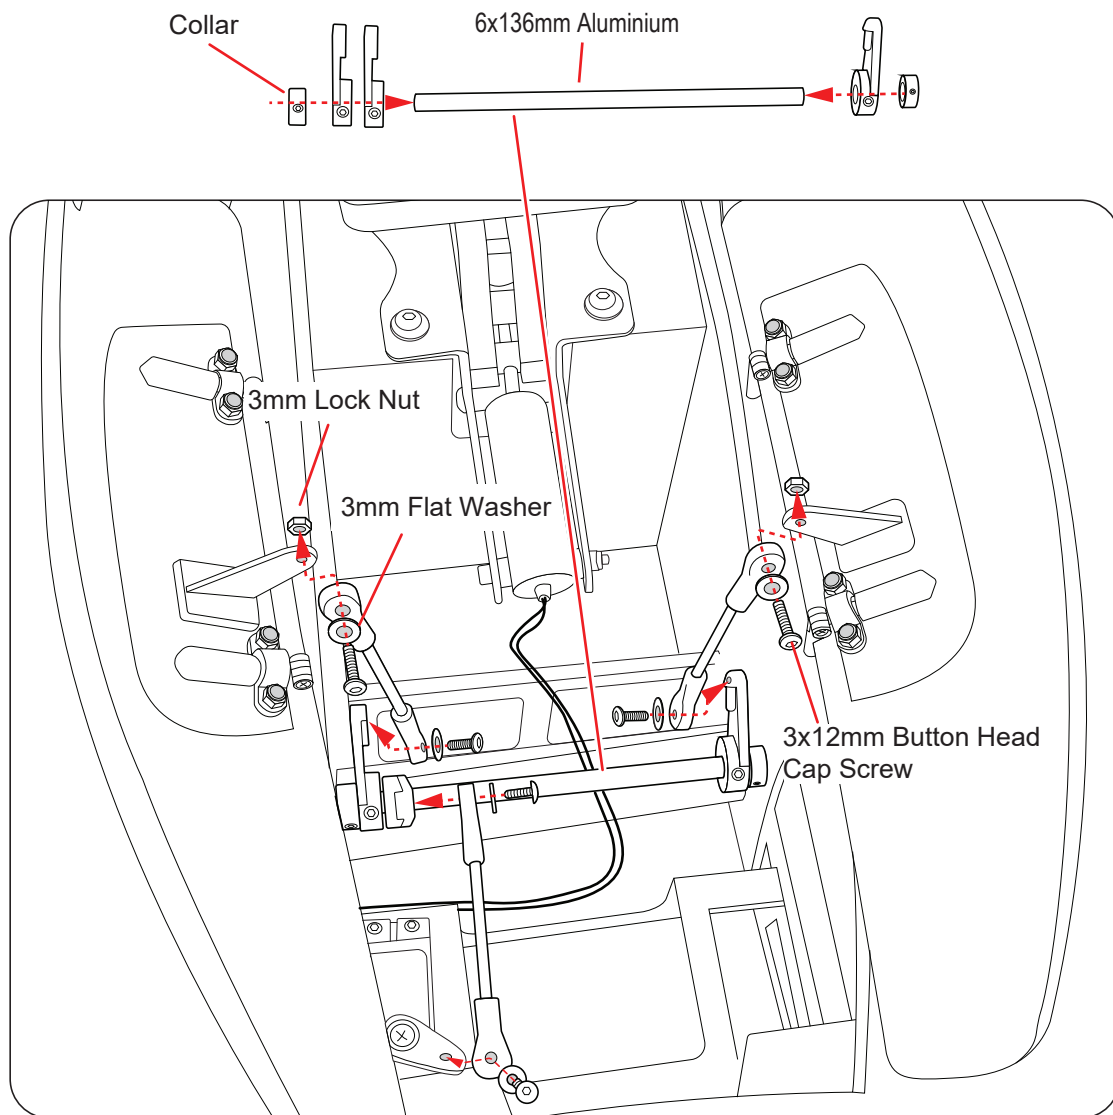 Collar
6x136mm Aluminium
3mm Lock Nut
3mm Flat Washer
3x12mm Button Head
Cap Screw